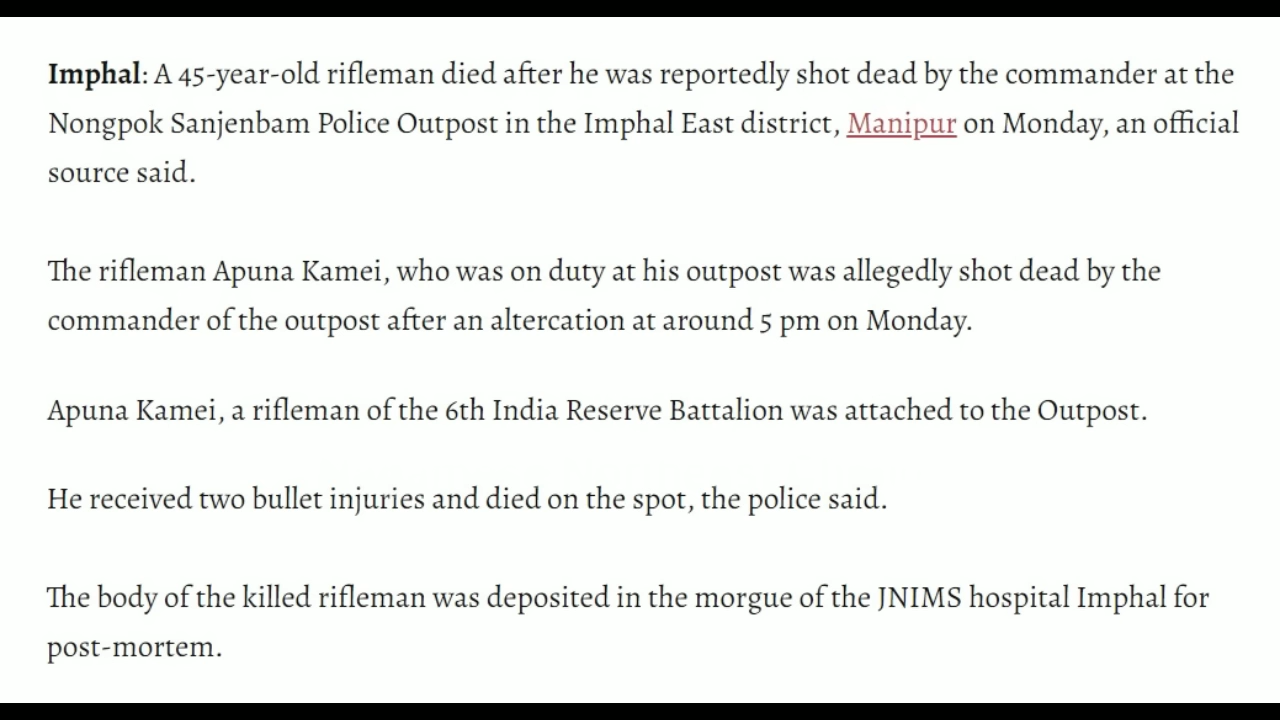 Imphal: A 45-year-old rifleman died after he was reportedly shot dead by the commander at the
Nongpok Sanjenbam Police Outpost in the Imphal East district, Manipur on Monday, an official
source said.
The rifleman Apuna Kamei, who was on duty at his outpost was allegedly shot dead by the
commander of the outpost after an altercation at around 5 pm on Monday.
Apuna Kamei, a rifleman of the 6th India Reserve Battalion was attached to the Outpost.
He received two bullet injuries and died on the spot, the police said.
The body of the killed rifleman was deposited in the morgue of the JNIMS hospital Imphal for
post-mortem.